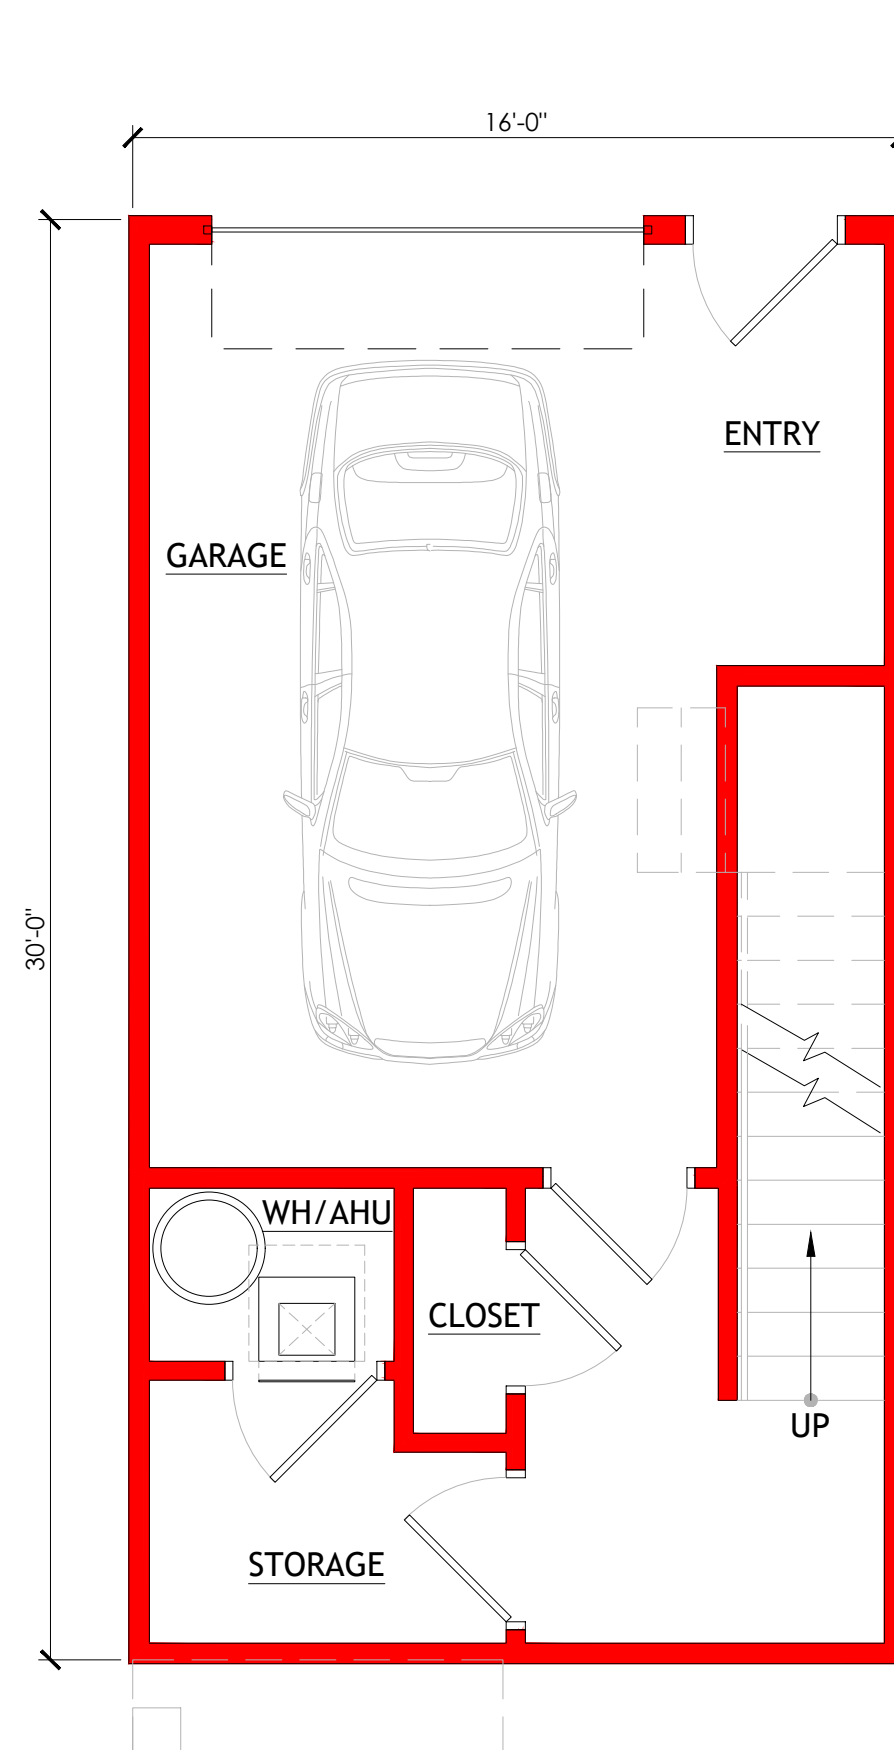 16'-0"
ENTRY
GARAGE
30'-0"
WH/AHU
CLOSET
UP
STORAGE